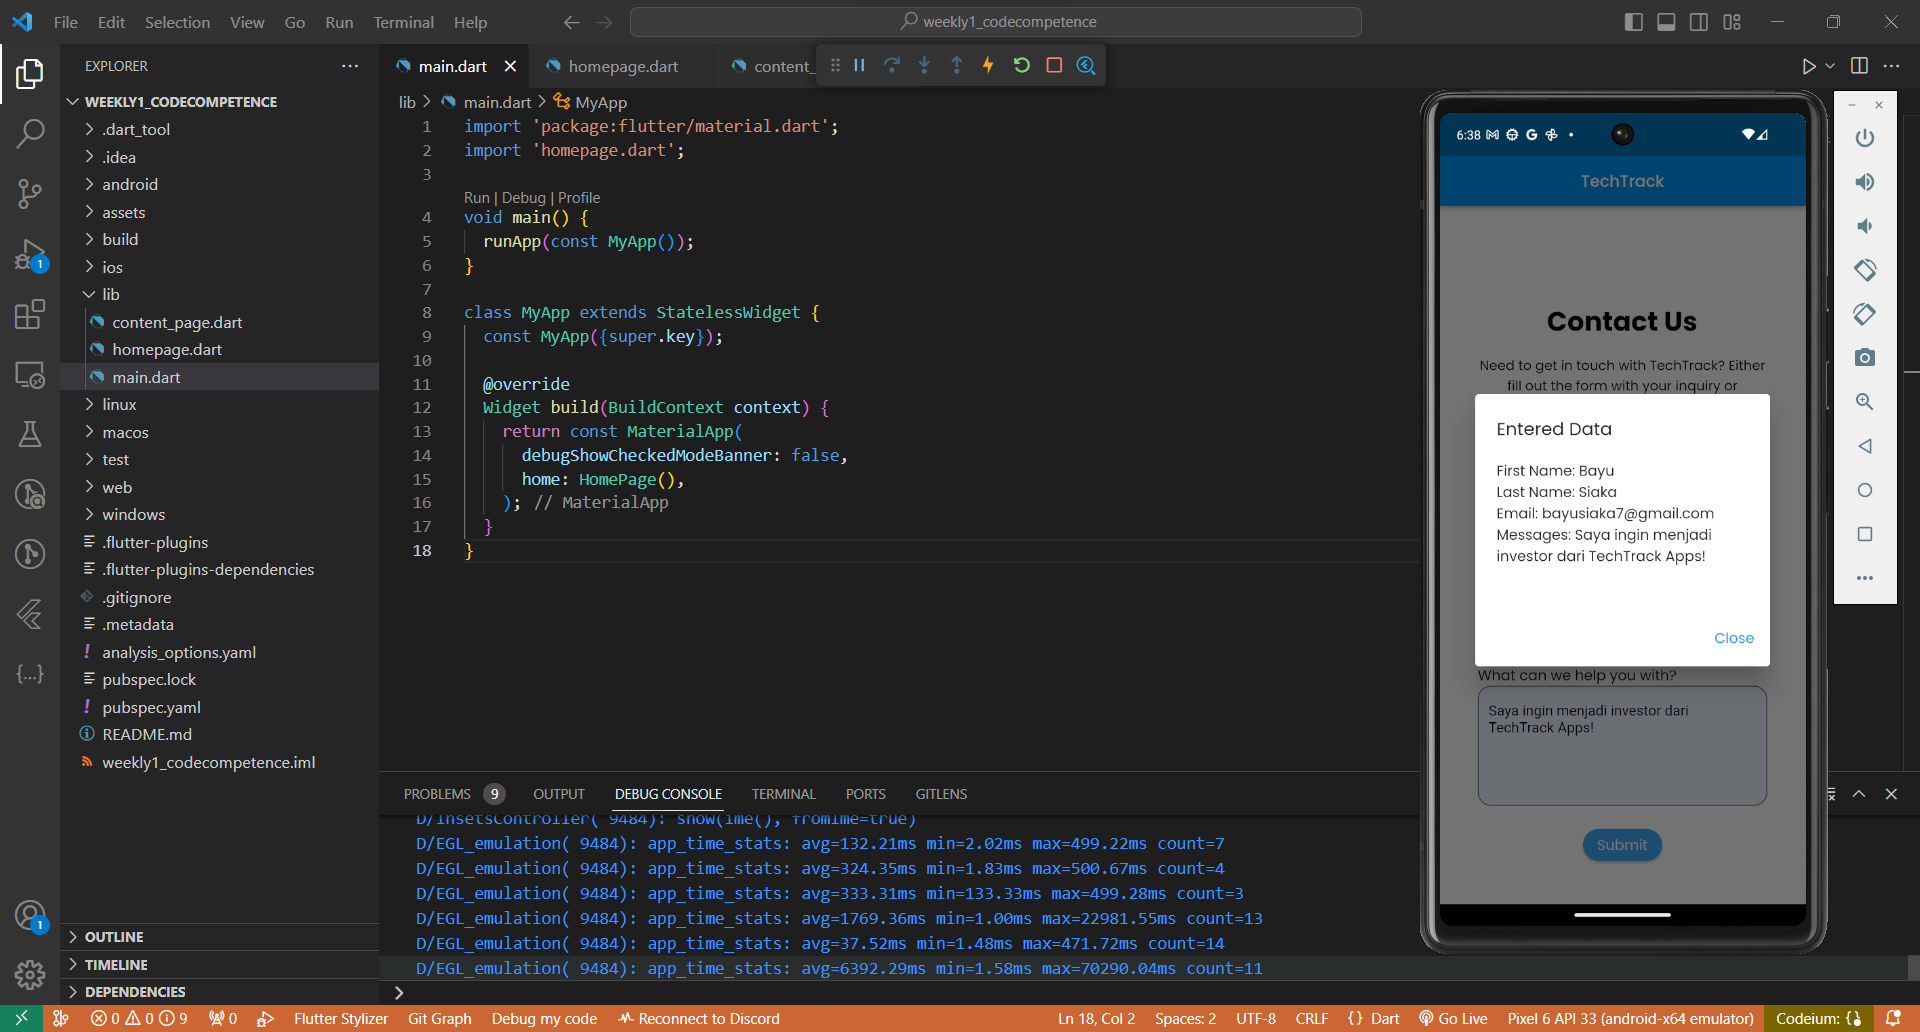 File Edit Selection View Go Run Terminal Help
weekly1_codecompetence
EXPLORER
WEEKLY1_CODECOMPETENCE
.dart_tool
.idea
android
assets
build
ios
lib
content_page.dart
homepage.dart
main.dart
linux
macos
test
web
windows
.flutter-plugins
.flutter-plugins-dependencies
.gitignore
.metadata
analysis_options.yaml
pubspec.lock
pubspec.yaml
README.md
weekly1_codecompetence.iml
OUTLINE
TIMELINE
DEPENDENCIES
1
1
main.dart
homepage.dart
content_
lib > main.dart > MyApp
1 import 'package:flutter/material.dart';
2 import 'homepage.dart';
3
Run | Debug | Profile
4 void main() {
5 runApp(const MyApp());
6 }
7
8 class MyApp extends StatelessWidget {
9 const MyApp({super.key});
10
11 @override
12 Widget build(BuildContext context) {
13 return const MaterialApp(
14 debugShowCheckedModeBanner: false,
15 home: HomePage(),
16 ); // MaterialApp
17 }
18 }
PROBLEMS 9 OUTPUT DEBUG CONSOLE TERMINAL PORTS GITLENS
D/InsetsController( 9484): show(ime(), fromIme=true)
D/EGL_emulation( 9484): app_time_stats: avg=132.21ms min=2.02ms max=499.22ms count=7
D/EGL_emulation( 9484): app_time_stats: avg=324.35ms min=1.83ms max=500.67ms count=4
D/EGL_emulation( 9484): app_time_stats: avg=333.31ms min=133.33ms max=499.28ms count=3
D/EGL_emulation( 9484): app_time_stats: avg=1769.36ms min=1.00ms max=22981.55ms count=13
D/EGL_emulation( 9484): app_time_stats: avg=37.52ms min=1.48ms max=471.72ms count=14
D/EGL_emulation( 9484): app_time_stats: avg=6392.29ms min=1.58ms max=70290.04ms count=11
6:38
TechTrack
Contact Us
Need to get in touch with TechTrack? Either
fill out the form with your inquiry or
Entered Data
First Name: Bayu
Last Name: Siaka
Email: bayusiaka7@gmail.com
Messages: Saya ingin menjadi
investor dari TechTrack Apps!
Close
What can we help you with?
Saya ingin menjadi investor dari
TechTrack Apps!
Submit
0 0 9 0 Flutter Stylizer Git Graph Debug my code Reconnect to Discord Ln 18, Col 2 Spaces: 2 UTF-8 CRLF {} Dart Go Live Pixel 6 API 33 (android-x64 emulator) Codeium: {}